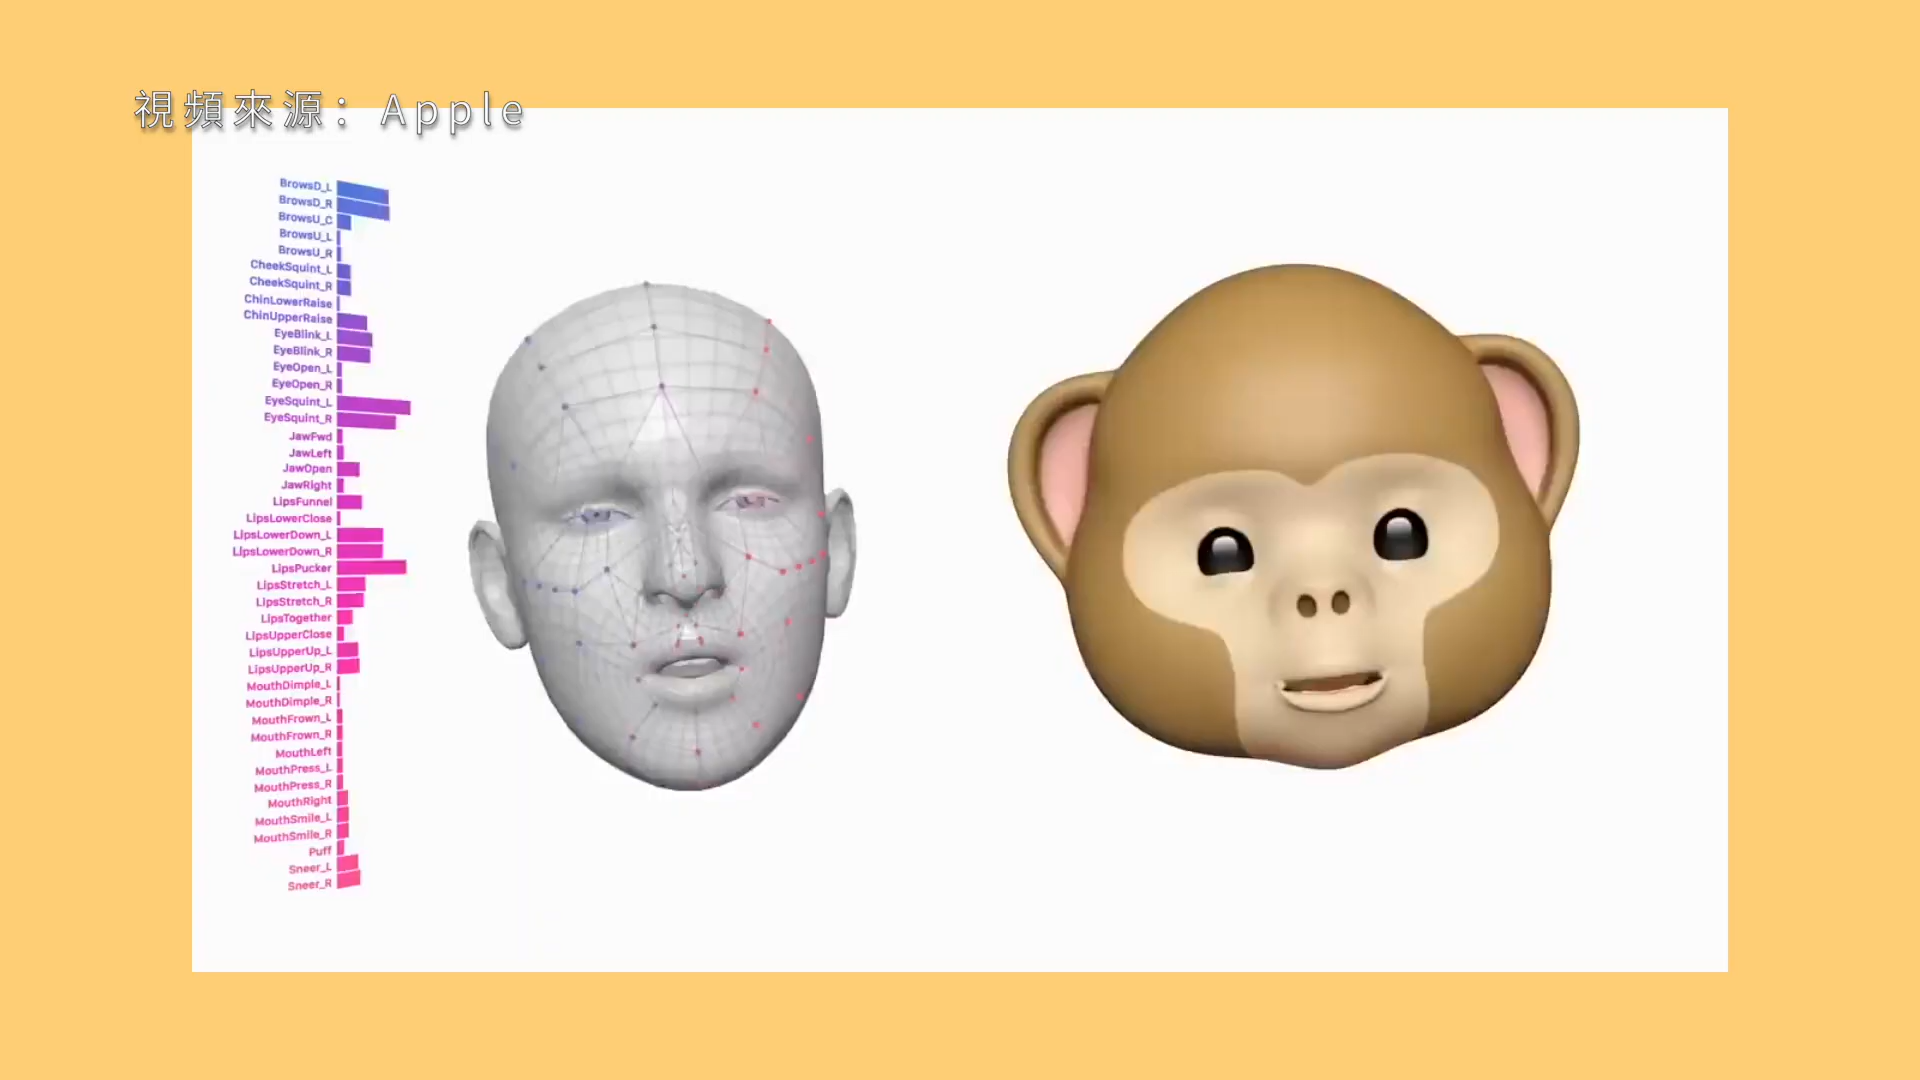 視頻來源：Apple
BrowsD_L
BrowsD_R
BrowsU_C
BrowsU_L
BrowsU_R
CheekSquint_L
CheekSquint_R
ChinLowerRaise
ChinUpperRaise
EyeBlink_L
EyeBlink_R
EyeOpen_L
EyeOpen_R
EyeSquint_L
EyeSquint_R
JawFwd
JawLeft
JawOpen
JawRight
LipsFunnel
LipsLowerClose
LipsLowerDown_L
LipsLowerDown_R
LipsPucker
LipsStretch_L
LipsStretch_R
LipsTogether
LipsUpperClose
LipsUpperUp_L
LipsUpperUp_R
MouthDimple_L
MouthDimple_R
MouthFrown_L
MouthFrown_R
MouthLeft
MouthPress_L
MouthPress_R
MouthRight
MouthSmile_L
MouthSmile_R
Puff
Sneer_L
Sneer_R